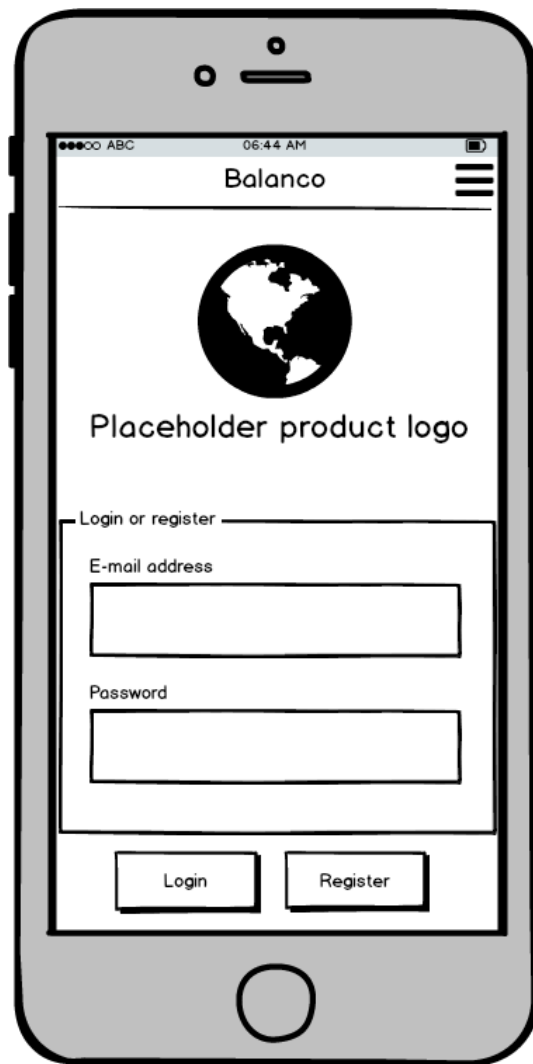 ABC 06:44 AM
Balanco
Placeholder product logo
Login or register
E-mail address
Password
Login Register